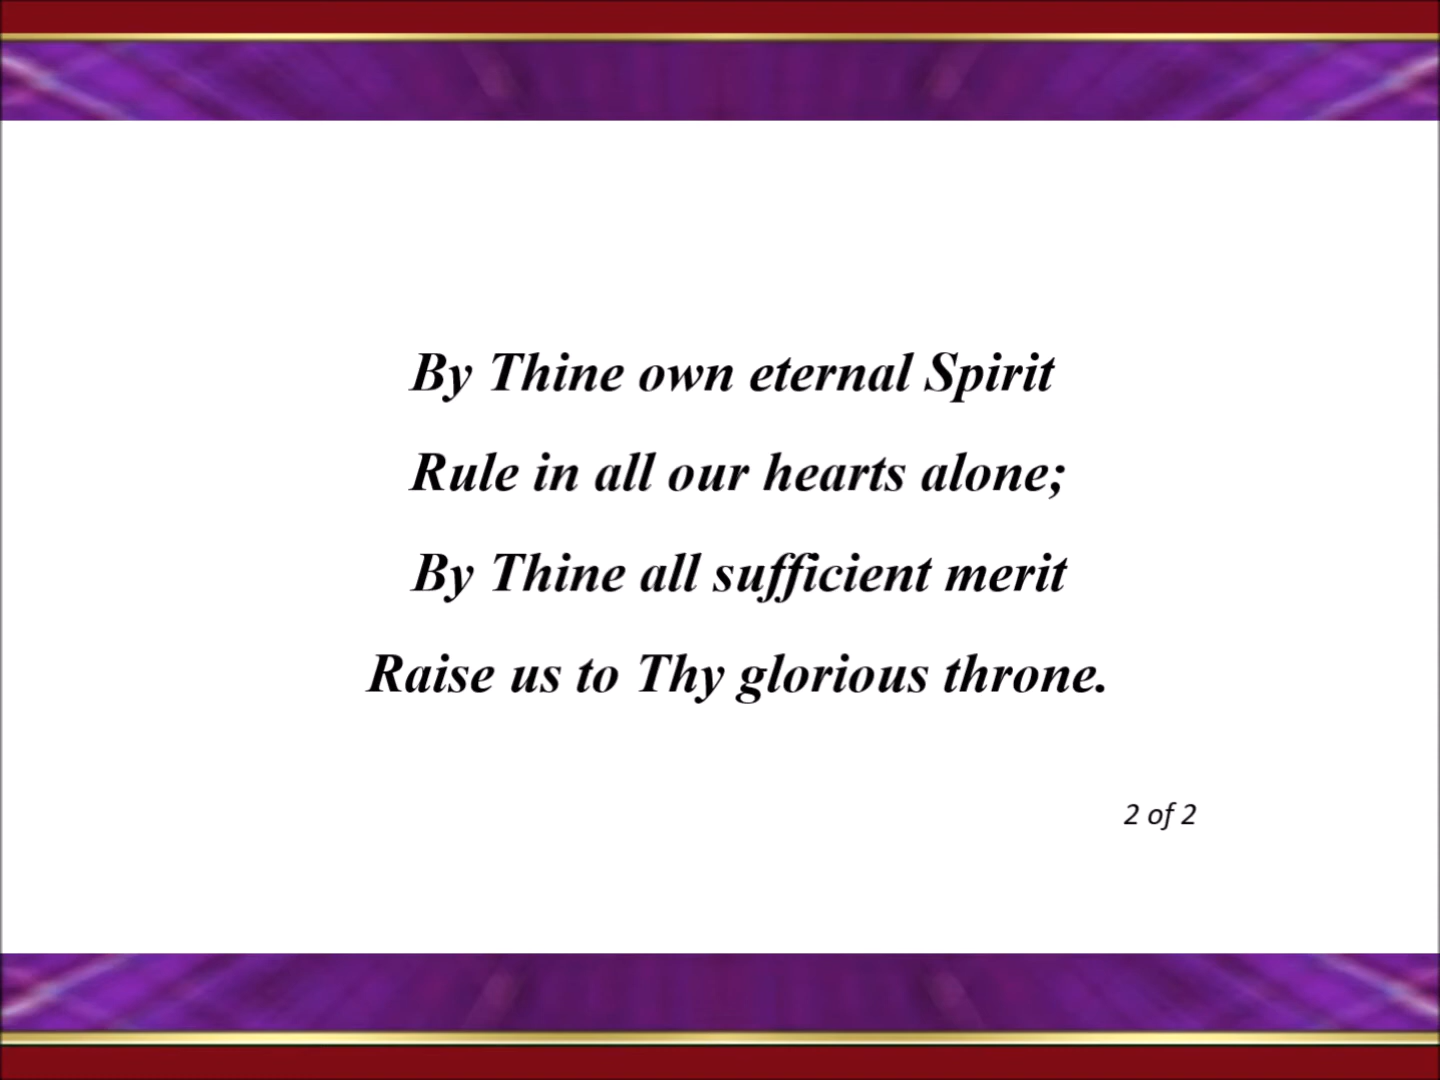 By Thine own eternal Spirit
Rule in all our hearts alone;
By Thine all sufficient merit
Raise us to Thy glorious throne.
2 of 2